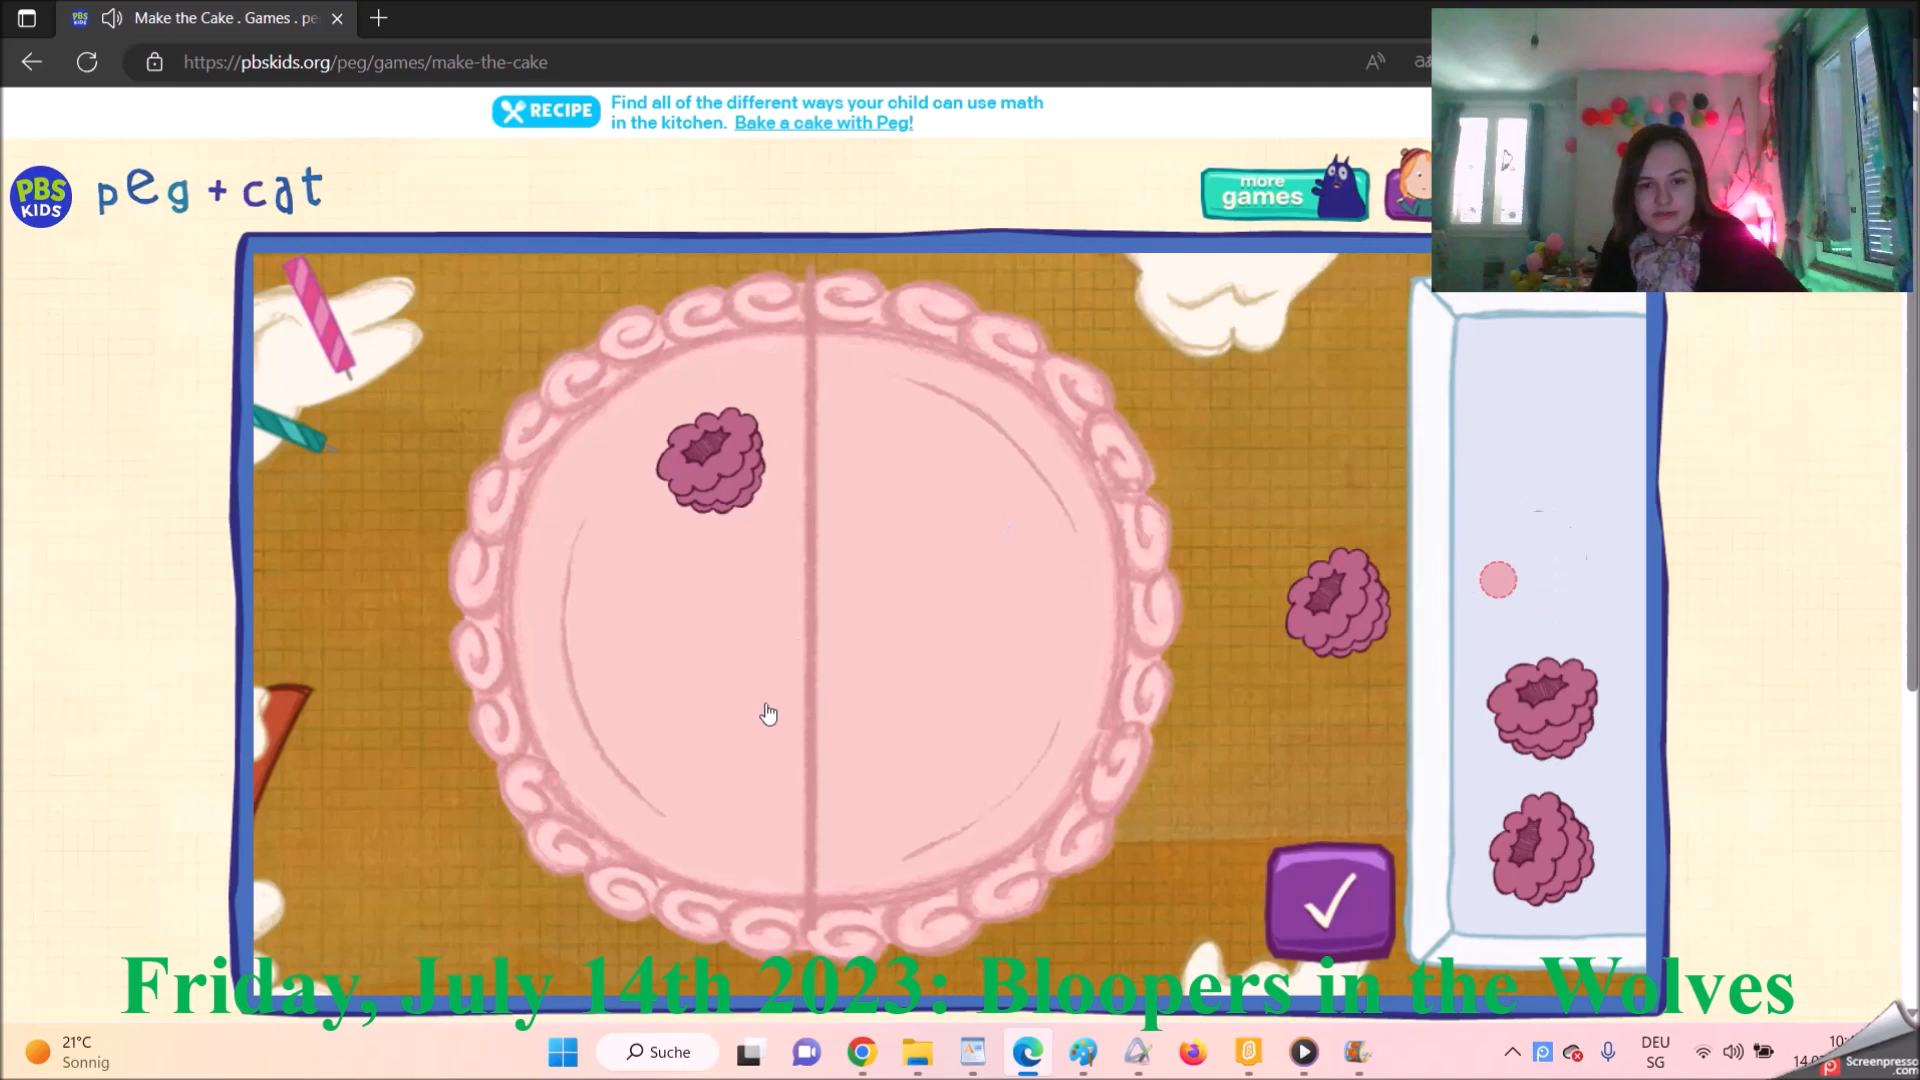 Make the Cake . Games . pe
https://pbskids.org/peg/games/make-the-cake
RECIPE
Find all of the different ways your child can use math
in the kitchen. Bake a cake with Peg!
PBS
KIDS
peg + cat
more
games
Friday, July 14th 2023: Bloopers in the Wolves
21°C
Sonnig
Suche
DEU
SG
Screenpresso
.com